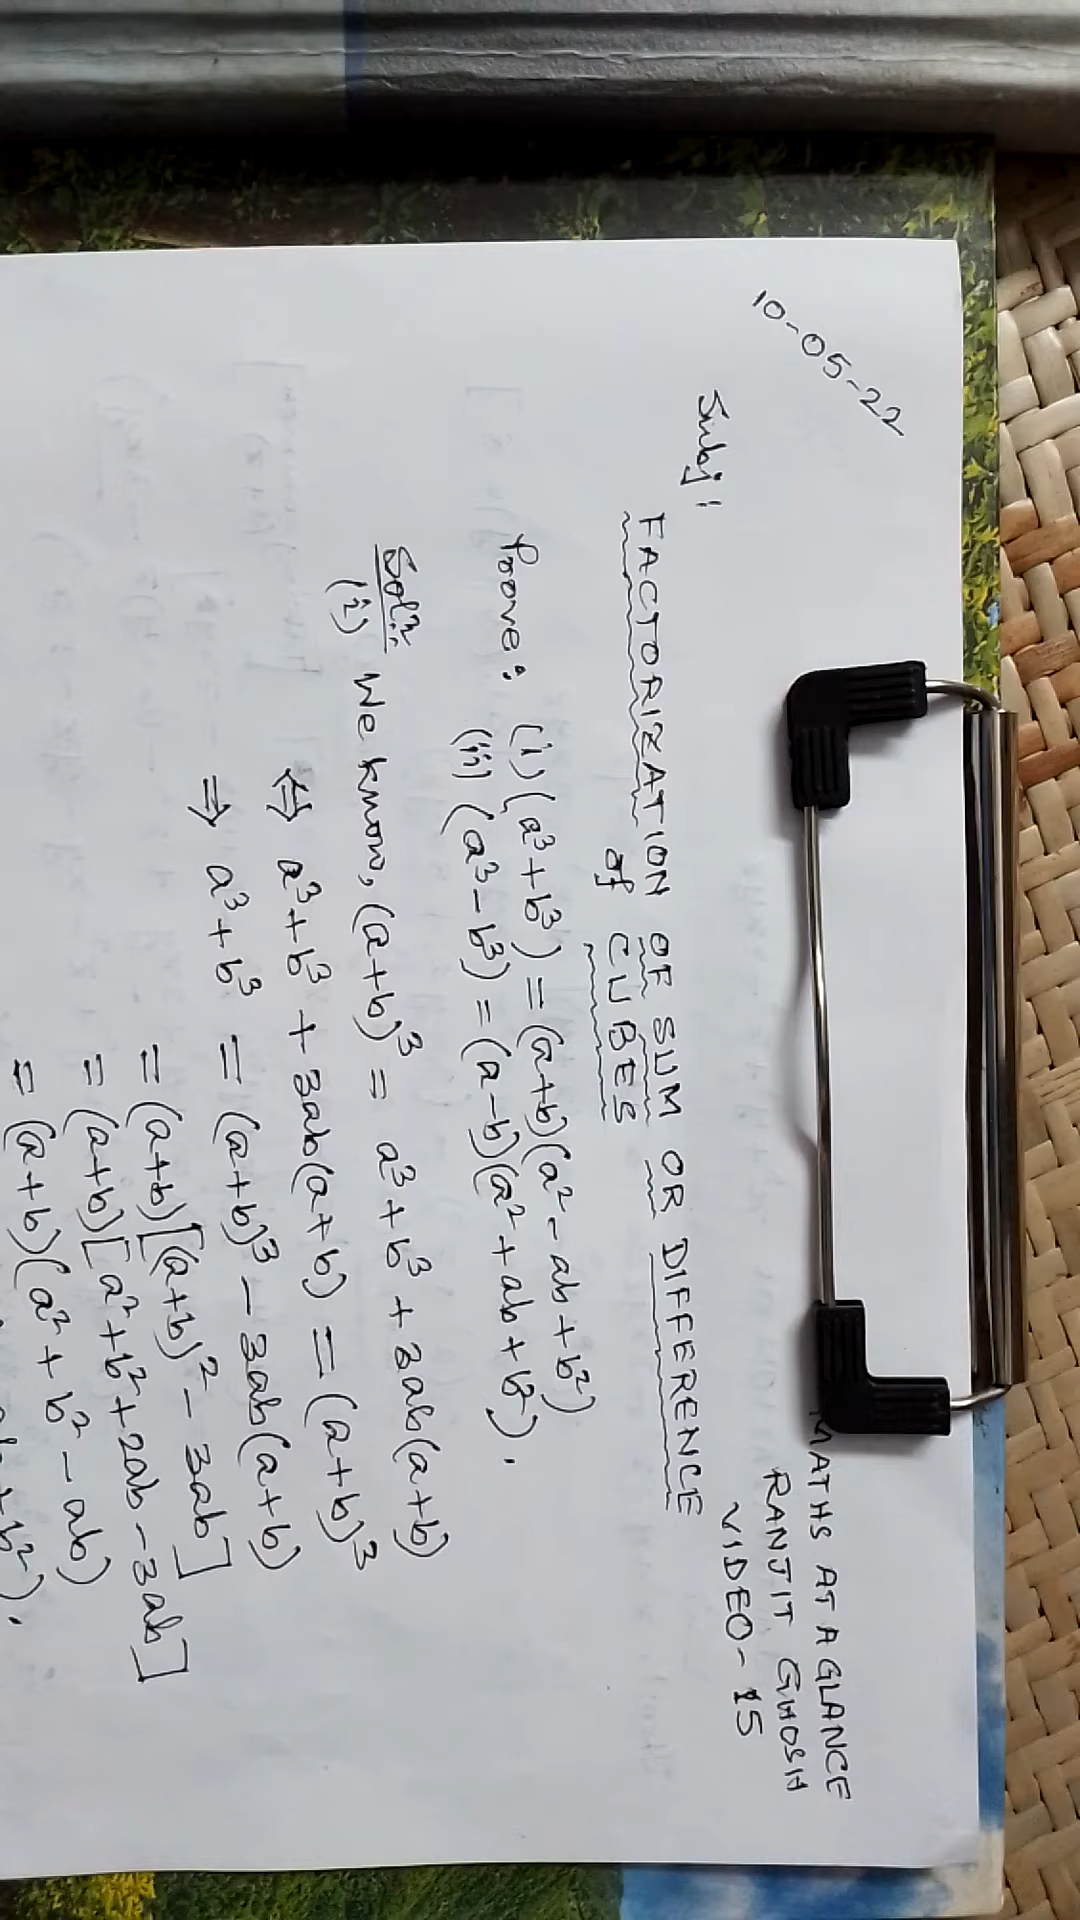 10-05-22
MATHS AT A GLANCE
RANJIT GHOSH
VIDEO-15
Subj:
FACTORIZATION OF SUM OR DIFFERENCE
of CUBES
Prove: (i) (a³+b³) = (a+b)(a²-ab+b²)
(ii) (a³-b³) = (a-b)(a²+ab+b²).
Solⁿ:
(i) We know, (a+b)³ = a³+b³+3ab(a+b)
⇔ a³+b³+3ab(a+b) = (a+b)³
⇒ a³+b³ = (a+b)³-3ab(a+b)
= (a+b)[(a+b)²-3ab]
= (a+b)[a²+b²+2ab-3ab]
= (a+b)(a²+b²-ab)
+b²).